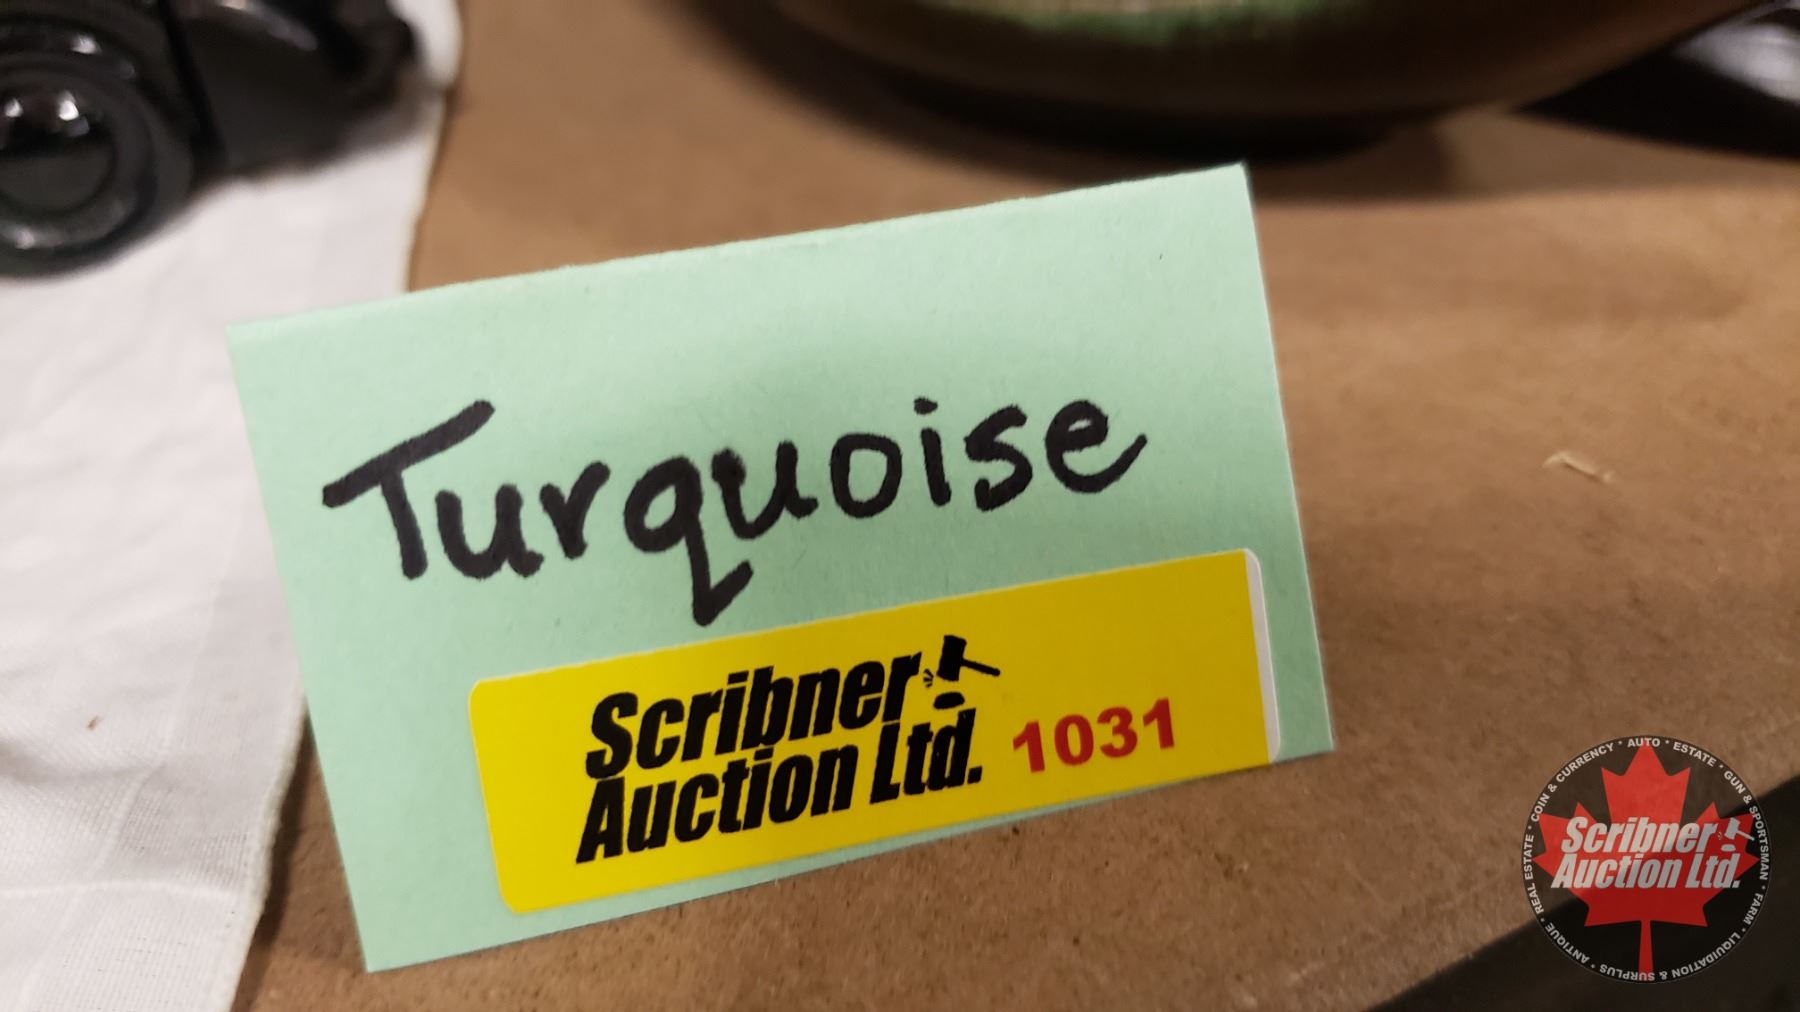 Turquoise
Scribner
Auction Ltd.
1031
Scribner
Auction Ltd.
REAL ESTATE • COIN & CURRENCY • AUTO • ESTATE • GUN & SPORTSMAN • FARM • LIQUIDATION & SURPLUS • ANTIQUE •